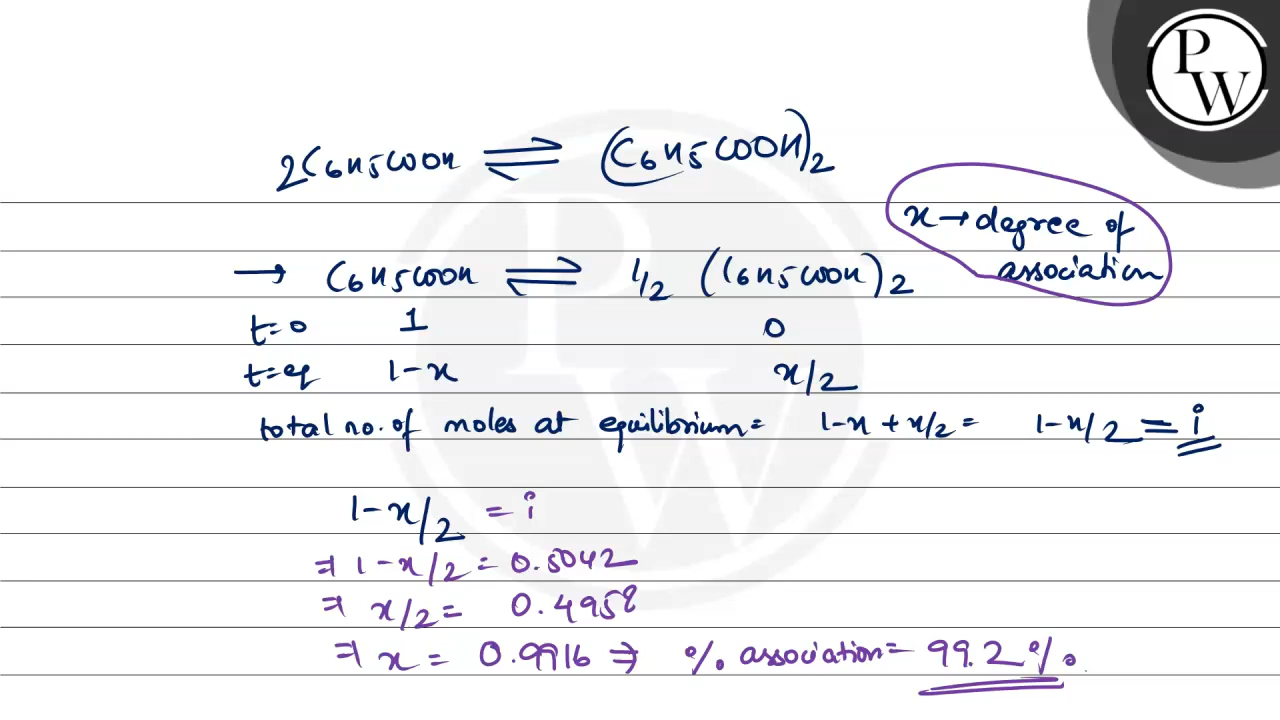 P
W
2C6H5COOH ⇌ (C6H5COOH)2
x → degree of
association
→ C6H5COOH ⇌ 1/2 (C6H5COOH)2
t=0 1 0
t=eq 1-x x/2
total no. of moles at equilibrium = 1-x+x/2 = 1-x/2 = i
1-x/2 = i
⇒ 1-x/2 = 0.5042
⇒ x/2 = 0.4958
⇒ x = 0.9916 ⇒ % association = 99.2%.